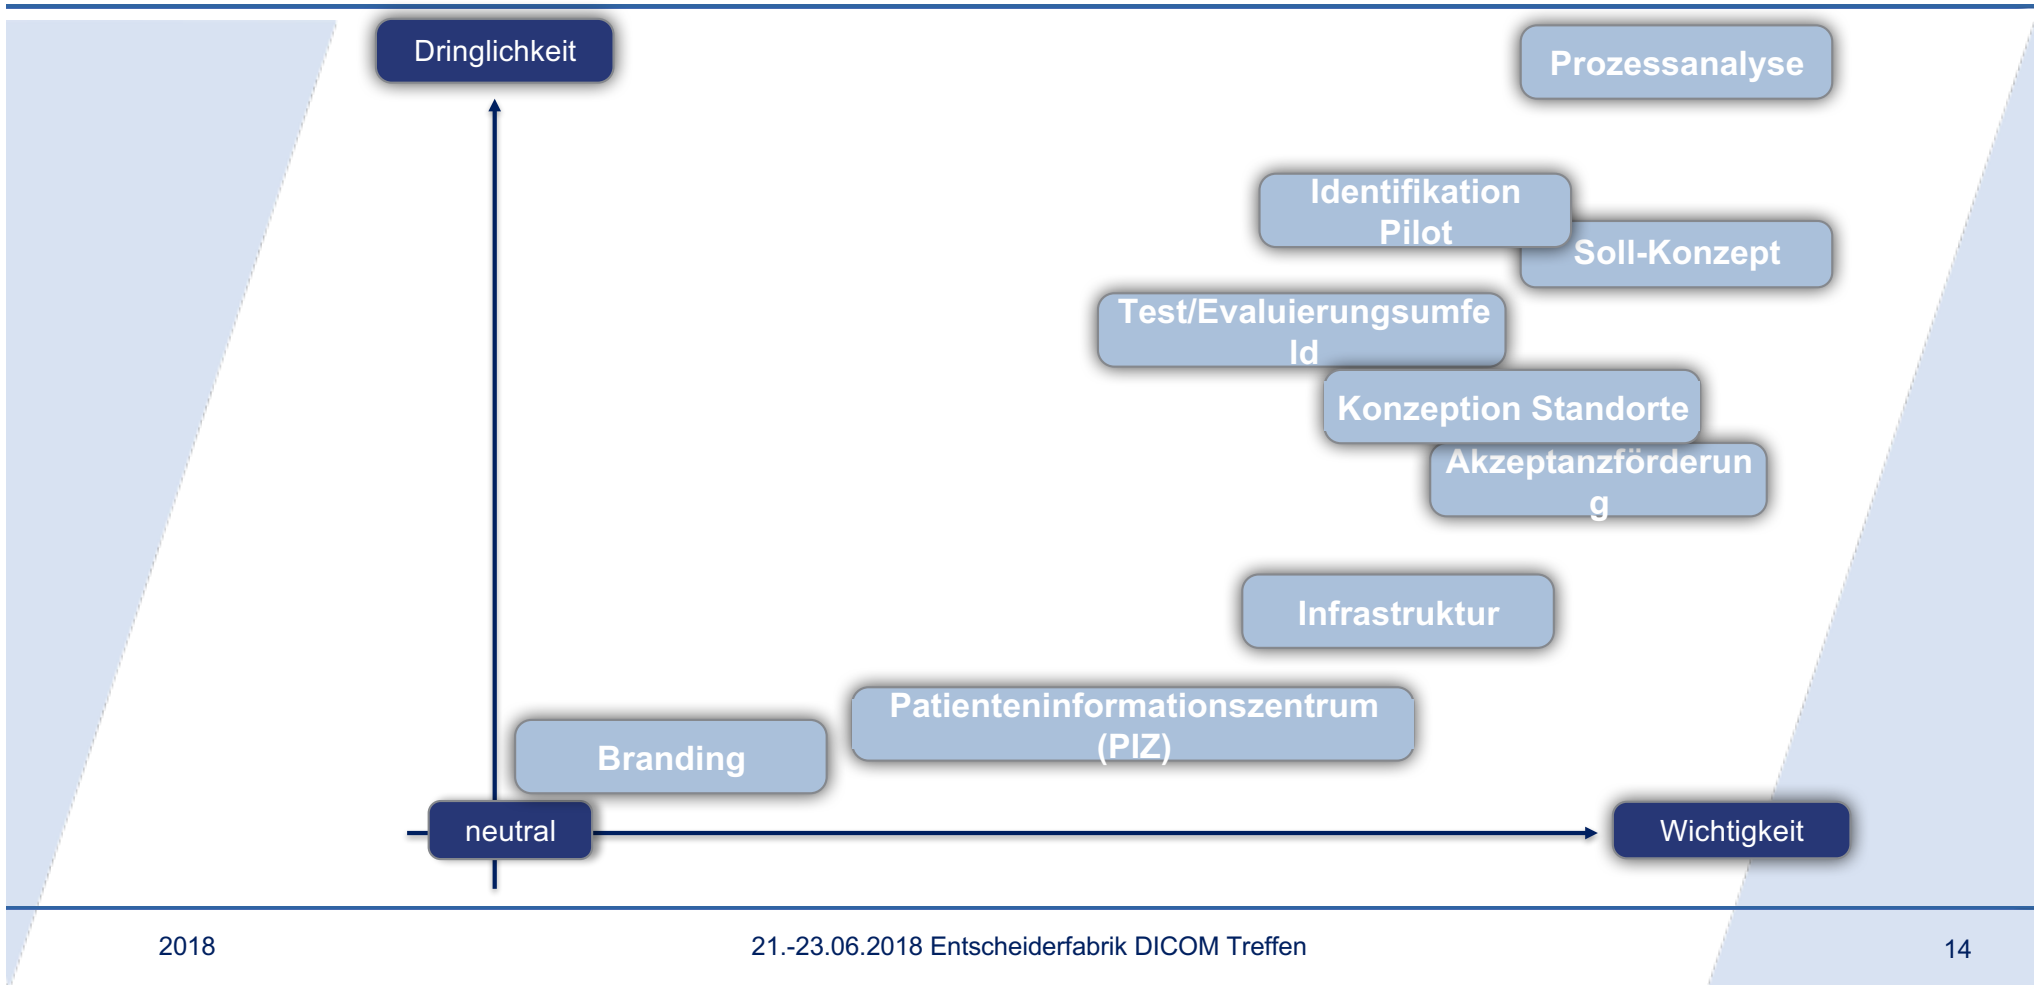 Dringlichkeit
Prozessanalyse
Identifikation
Pilot
Soll-Konzept
Test/Evaluierungsumfe
ld
Konzeption Standorte
Akzeptanzförderun
g
Infrastruktur
Patienteninformationszentrum
(PIZ)
Branding
neutral
Wichtigkeit
2018
21.-23.06.2018 Entscheiderfabrik DICOM Treffen
14